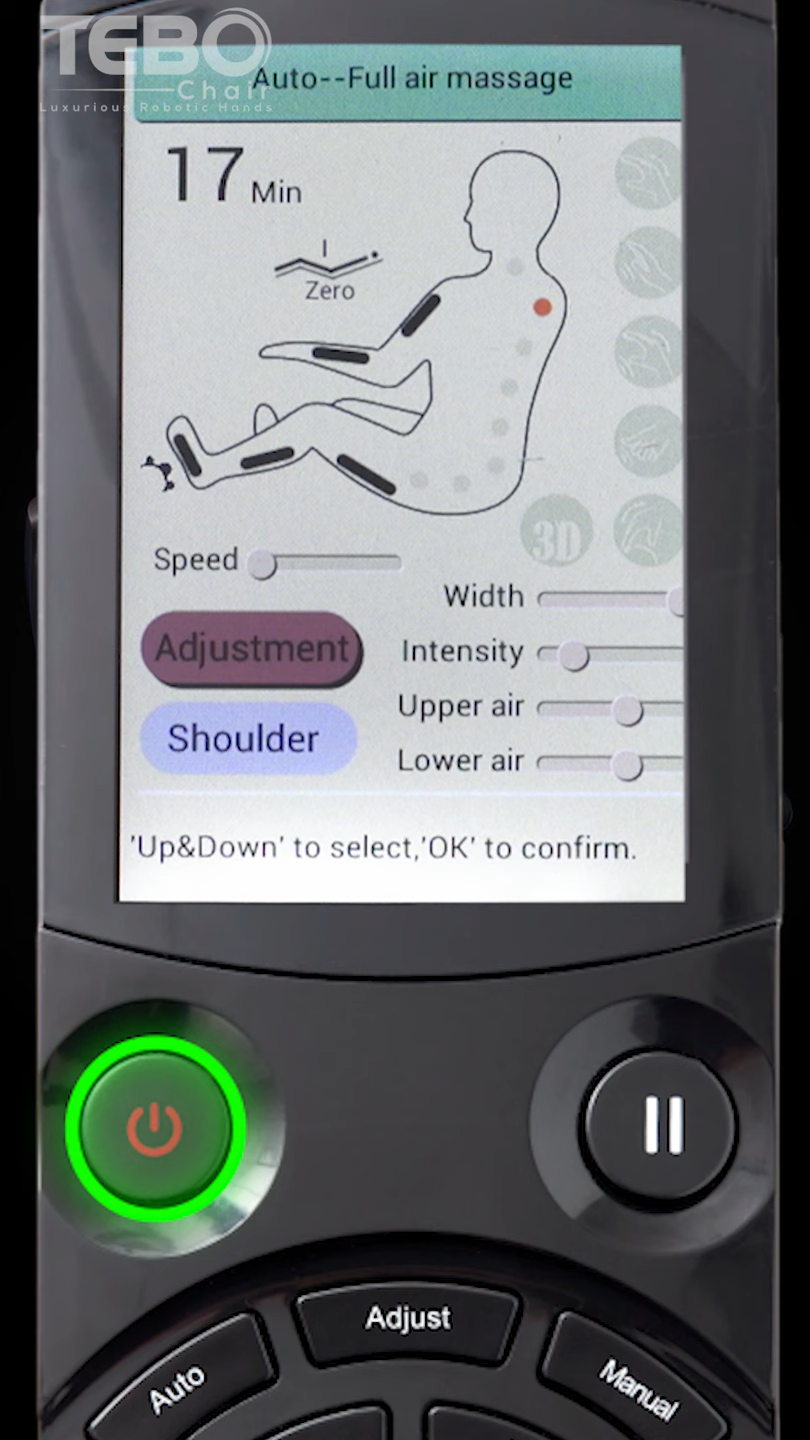 TEBO
Chair
Luxurious Robotic Hands
Auto--Full air massage
17 Min
I
Zero
3D
Speed
Width
Adjustment
Intensity
Upper air
Shoulder
Lower air
'Up&Down' to select,'OK' to confirm.
Adjust
Auto
Manual